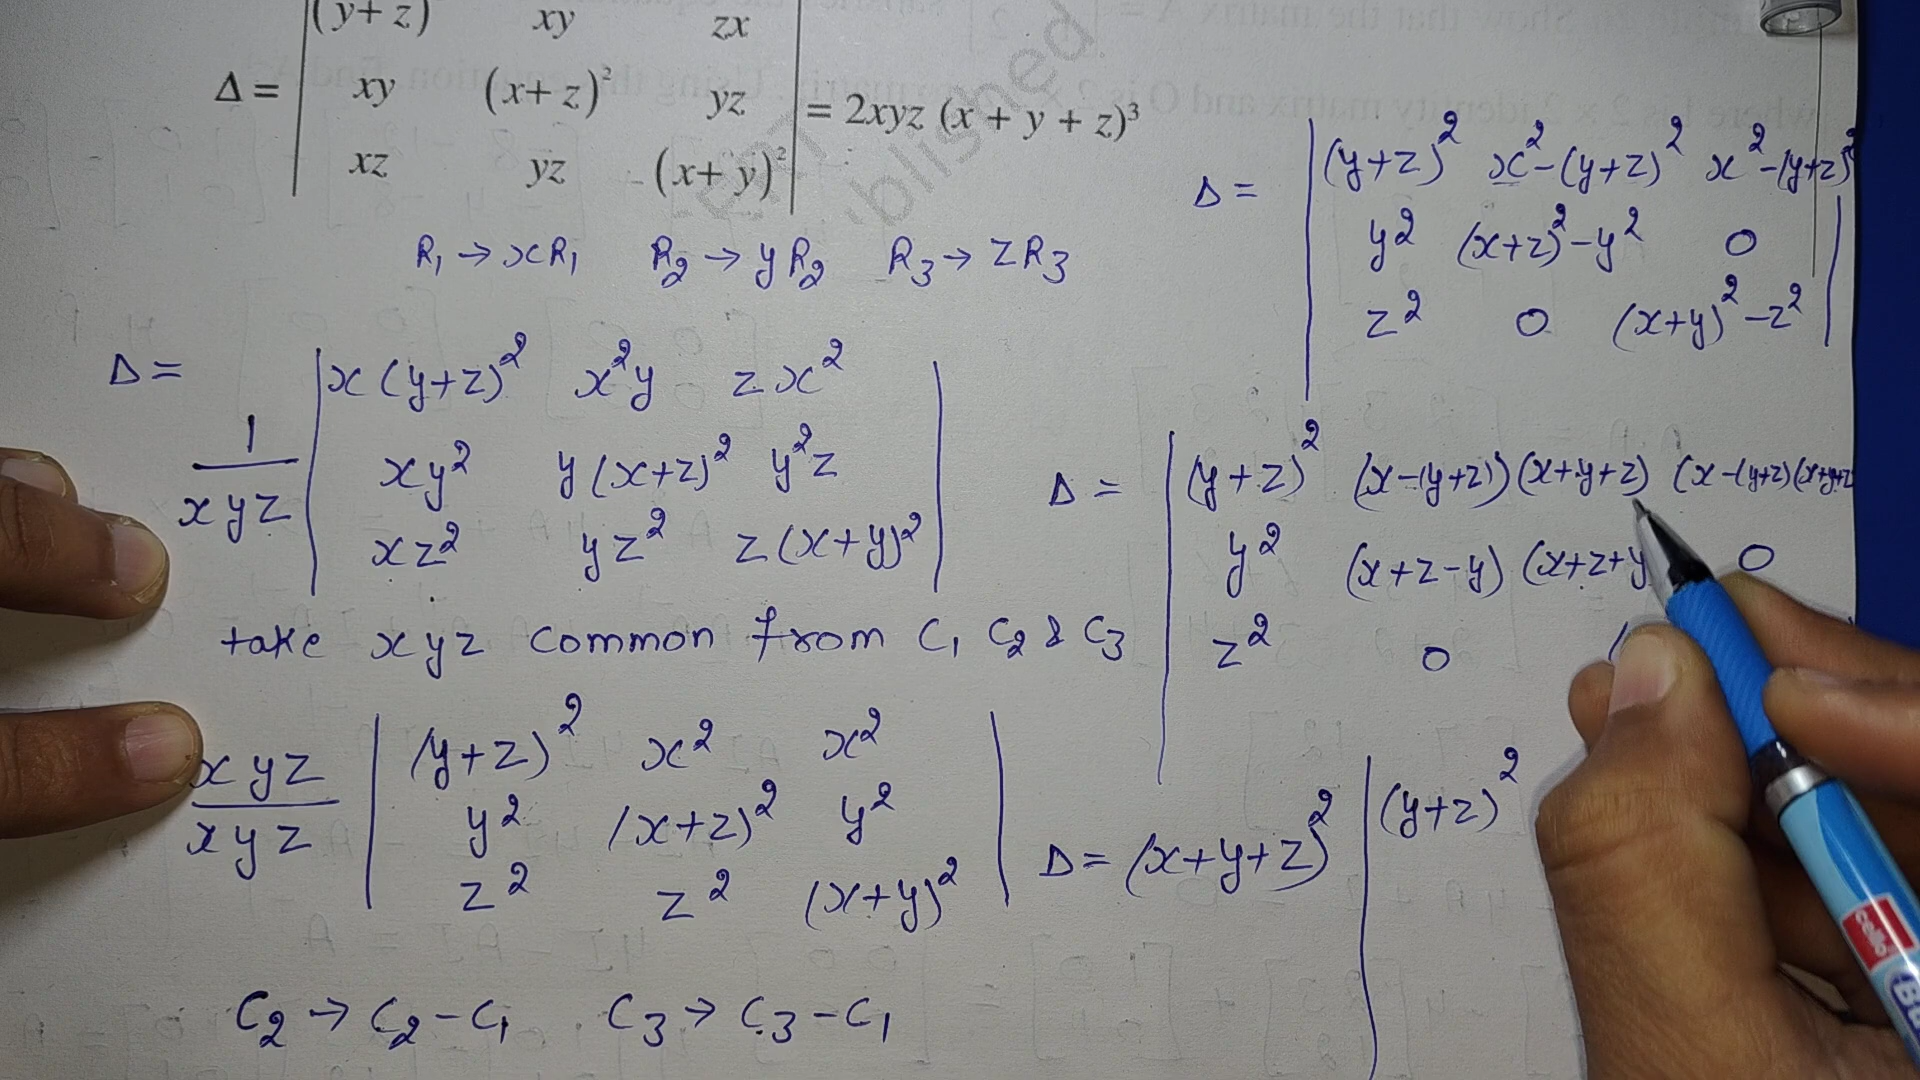 (y+z)² xy zx
Δ = xy (x+z)² yz = 2xyz (x + y + z)³
xz yz (x+y)²
R₁→xR₁ R₂→yR₂ R₃→zR₃
Δ =
1/xyz
x(y+z)² x²y zx²
xy² y(x+z)² y²z
xz² yz² z(x+y)²
take xyz common from C₁ C₂ & C₃
xyz/xyz
(y+z)² x² x²
y² (x+z)² y²
z² z² (x+y)²
C₂→C₂-C₁ C₃→C₃-C₁
Δ = (y+z)² x²-(y+z)² x²-(y+z)²
y² (x+z)²-y² 0
z² 0 (x+y)²-z²
Δ = (y+z)² (x-(y+z))(x+y+z) (x-(y+z)(x+y+z
y² (x+z-y) (x+z+y 0
z² 0 (
Δ = (x+y+z)² (y+z)²
cello